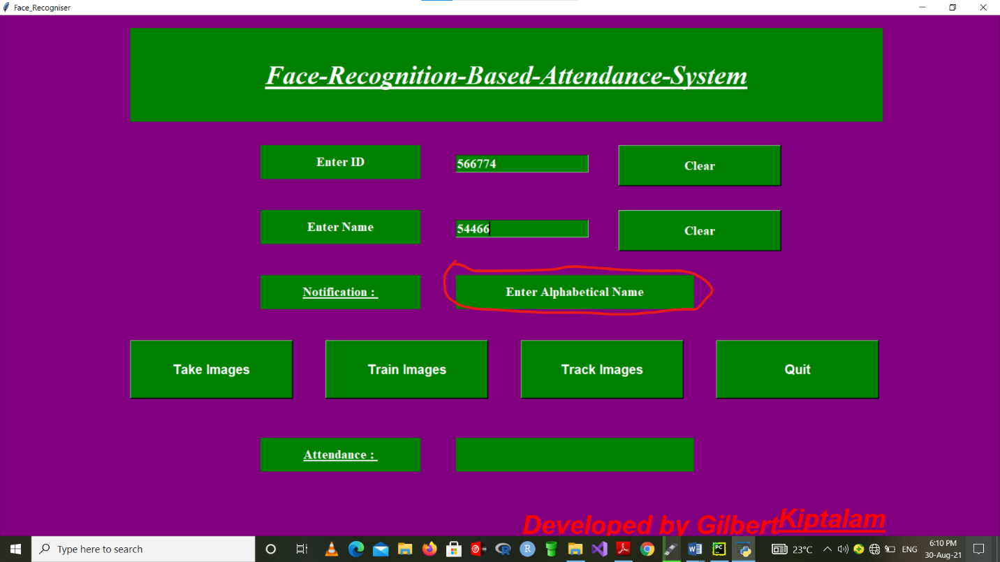 Face_Recogniser
Face-Recognition-Based-Attendance-System
Enter ID
566774
Clear
Enter Name
54466
Clear
Notification :
Enter Alphabetical Name
Take Images
Train Images
Track Images
Quit
Attendance :
Developed by Gilbert Kiptalam
Type here to search
23°C
ENG
6:10 PM
30-Aug-21